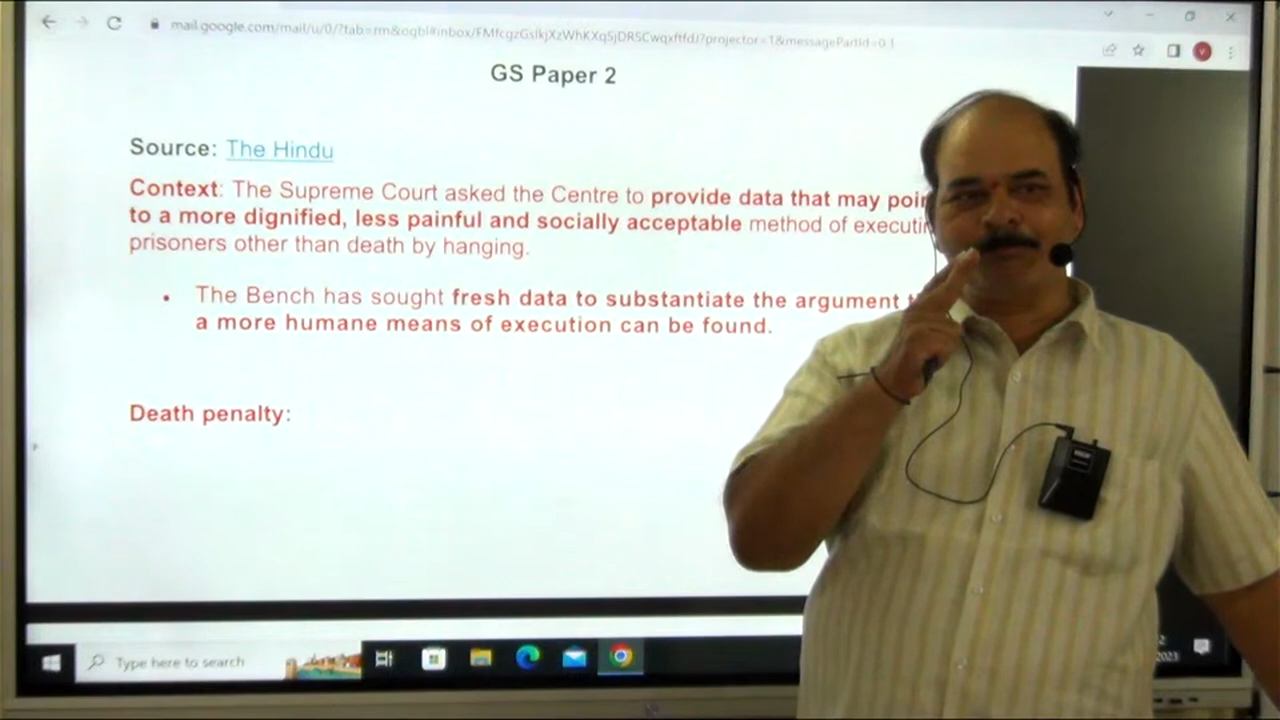 GS Paper 2
Source: The Hindu
Context: The Supreme Court asked the Centre to provide data that may
to a more dignified, less painful and socially acceptable method of
prisoners other than death by hanging.
• The Bench has sought fresh data to substantiate the argument
a more humane means of execution can be found.
Death penalty:
Type here to search